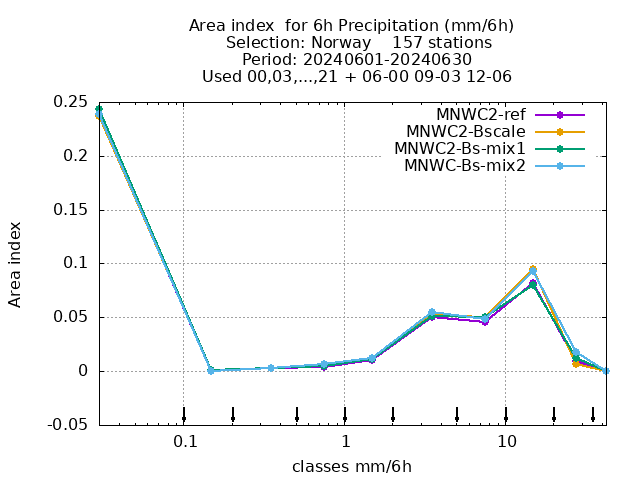 Area index  for 6h Precipitation (mm/6h)
Selection: Norway    157 stations
Period: 20240601-20240630
Used 00,03,...,21 + 06-00 09-03 12-06
MNWC2-ref
MNWC2-Bscale
MNWC2-Bs-mix1
MNWC-Bs-mix2
0.25
0.2
0.15
0.1
0.05
0
-0.05
Area index
0.1 1 10
classes mm/6h